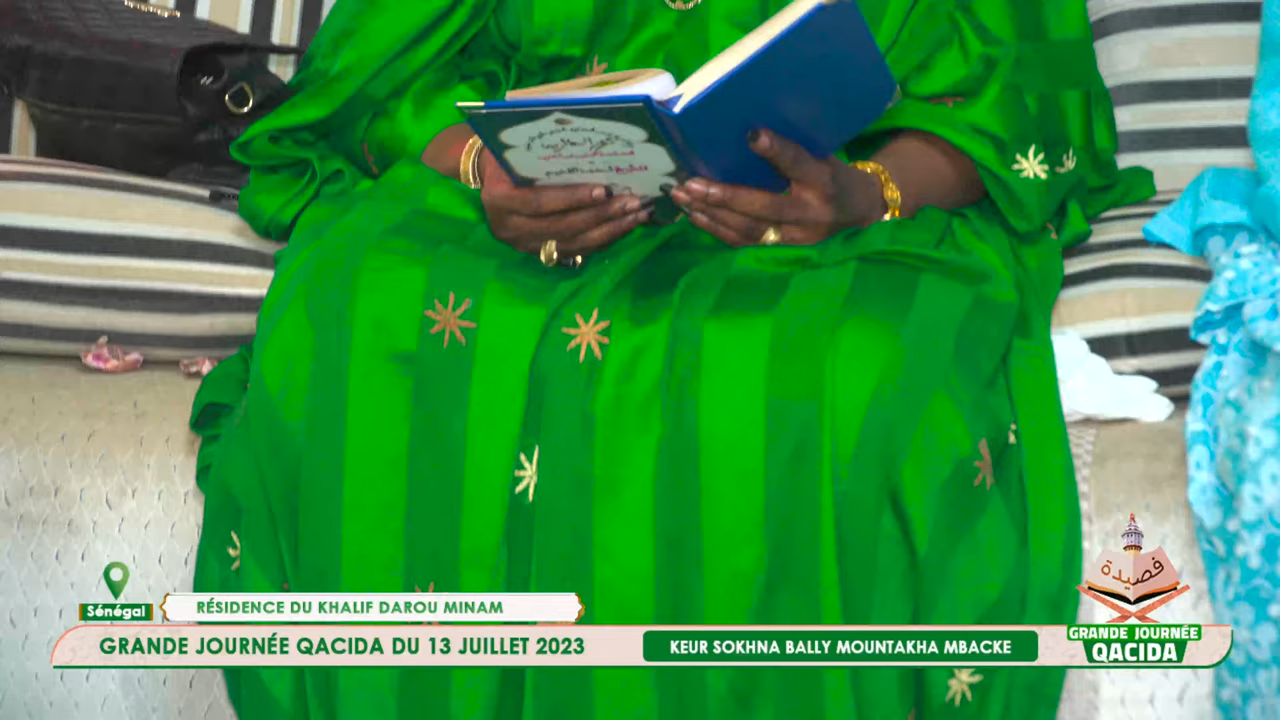 Sénégal
RÉSIDENCE DU KHALIF DAROU MINAM
GRANDE JOURNÉE QACIDA DU 13 JUILLET 2023
KEUR SOKHNA BALLY MOUNTAKHA MBACKE
قصيدة
GRANDE JOURNÉE
QACIDA